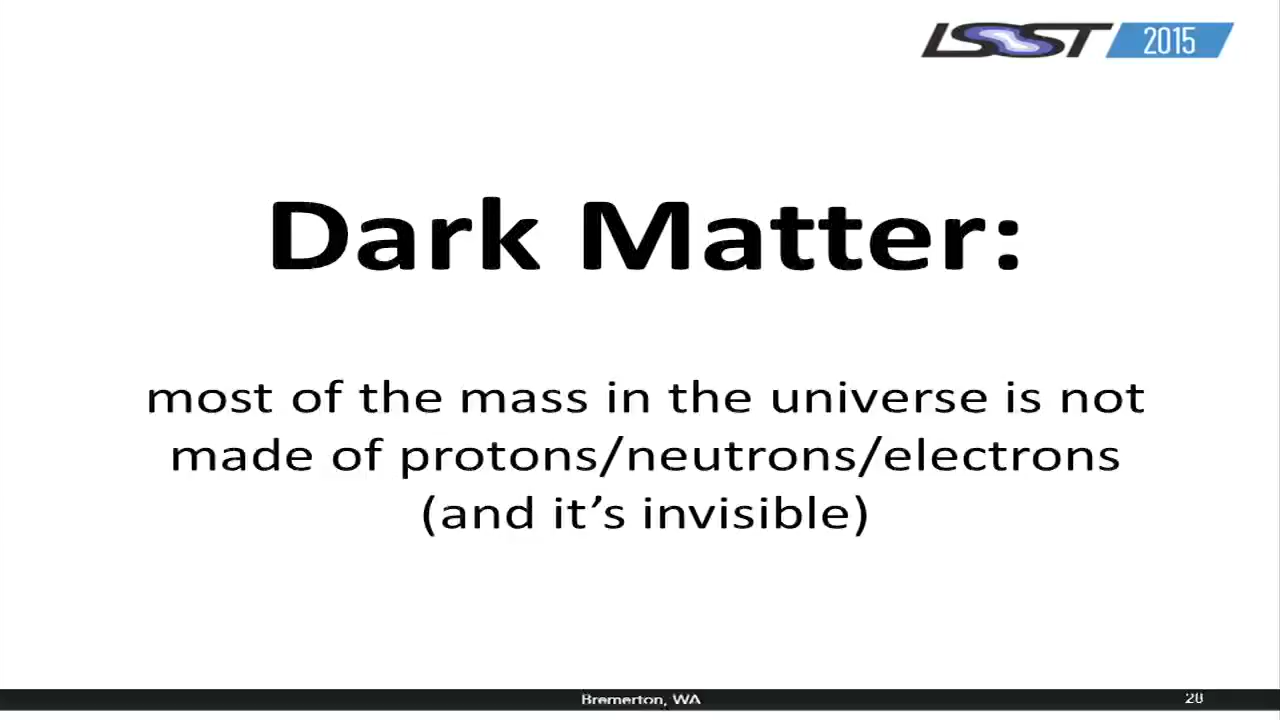 LSST 2015
Dark Matter:
most of the mass in the universe is not
made of protons/neutrons/electrons
(and it’s invisible)
Bremerton, WA
28